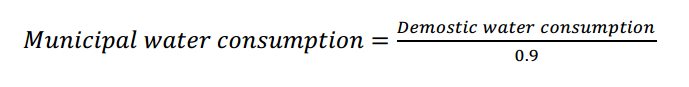 Municipal water consumption = Demostic water consumption / 0.9